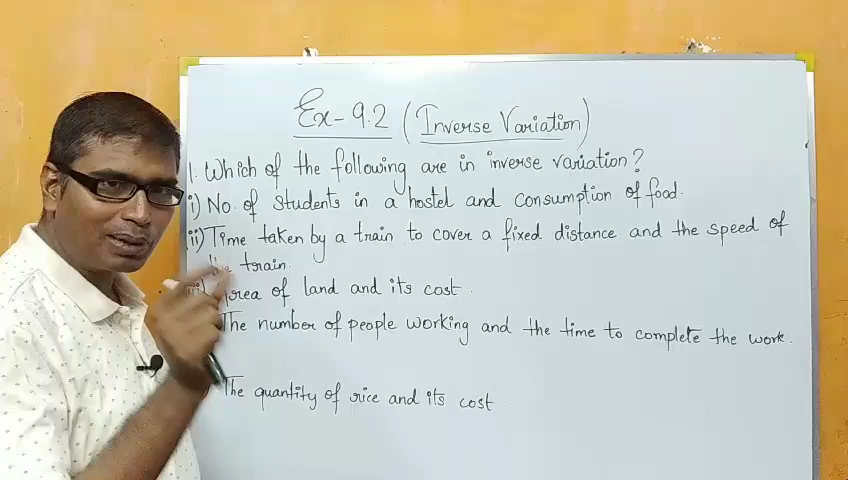 Ex-9.2 (Inverse Variation)
1. Which of the following are in inverse variation?
i) No. of students in a hostel and consumption of food.
ii) Time taken by a train to cover a fixed distance and the speed of
the train.
area of land and its cost.
The number of people working and the time to complete the work.
The quantity of rice and its cost.